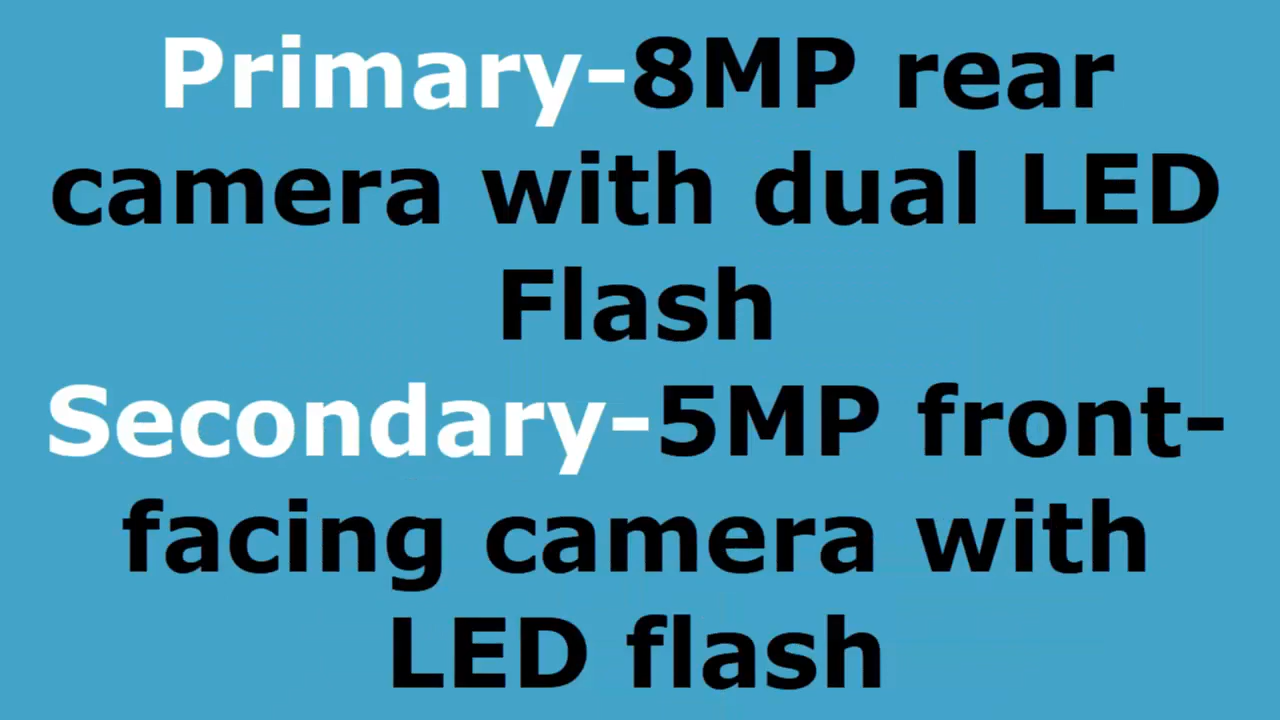 Primary-8MP rear
camera with dual LED
Flash
Secondary-5MP front-
facing camera with
LED flash